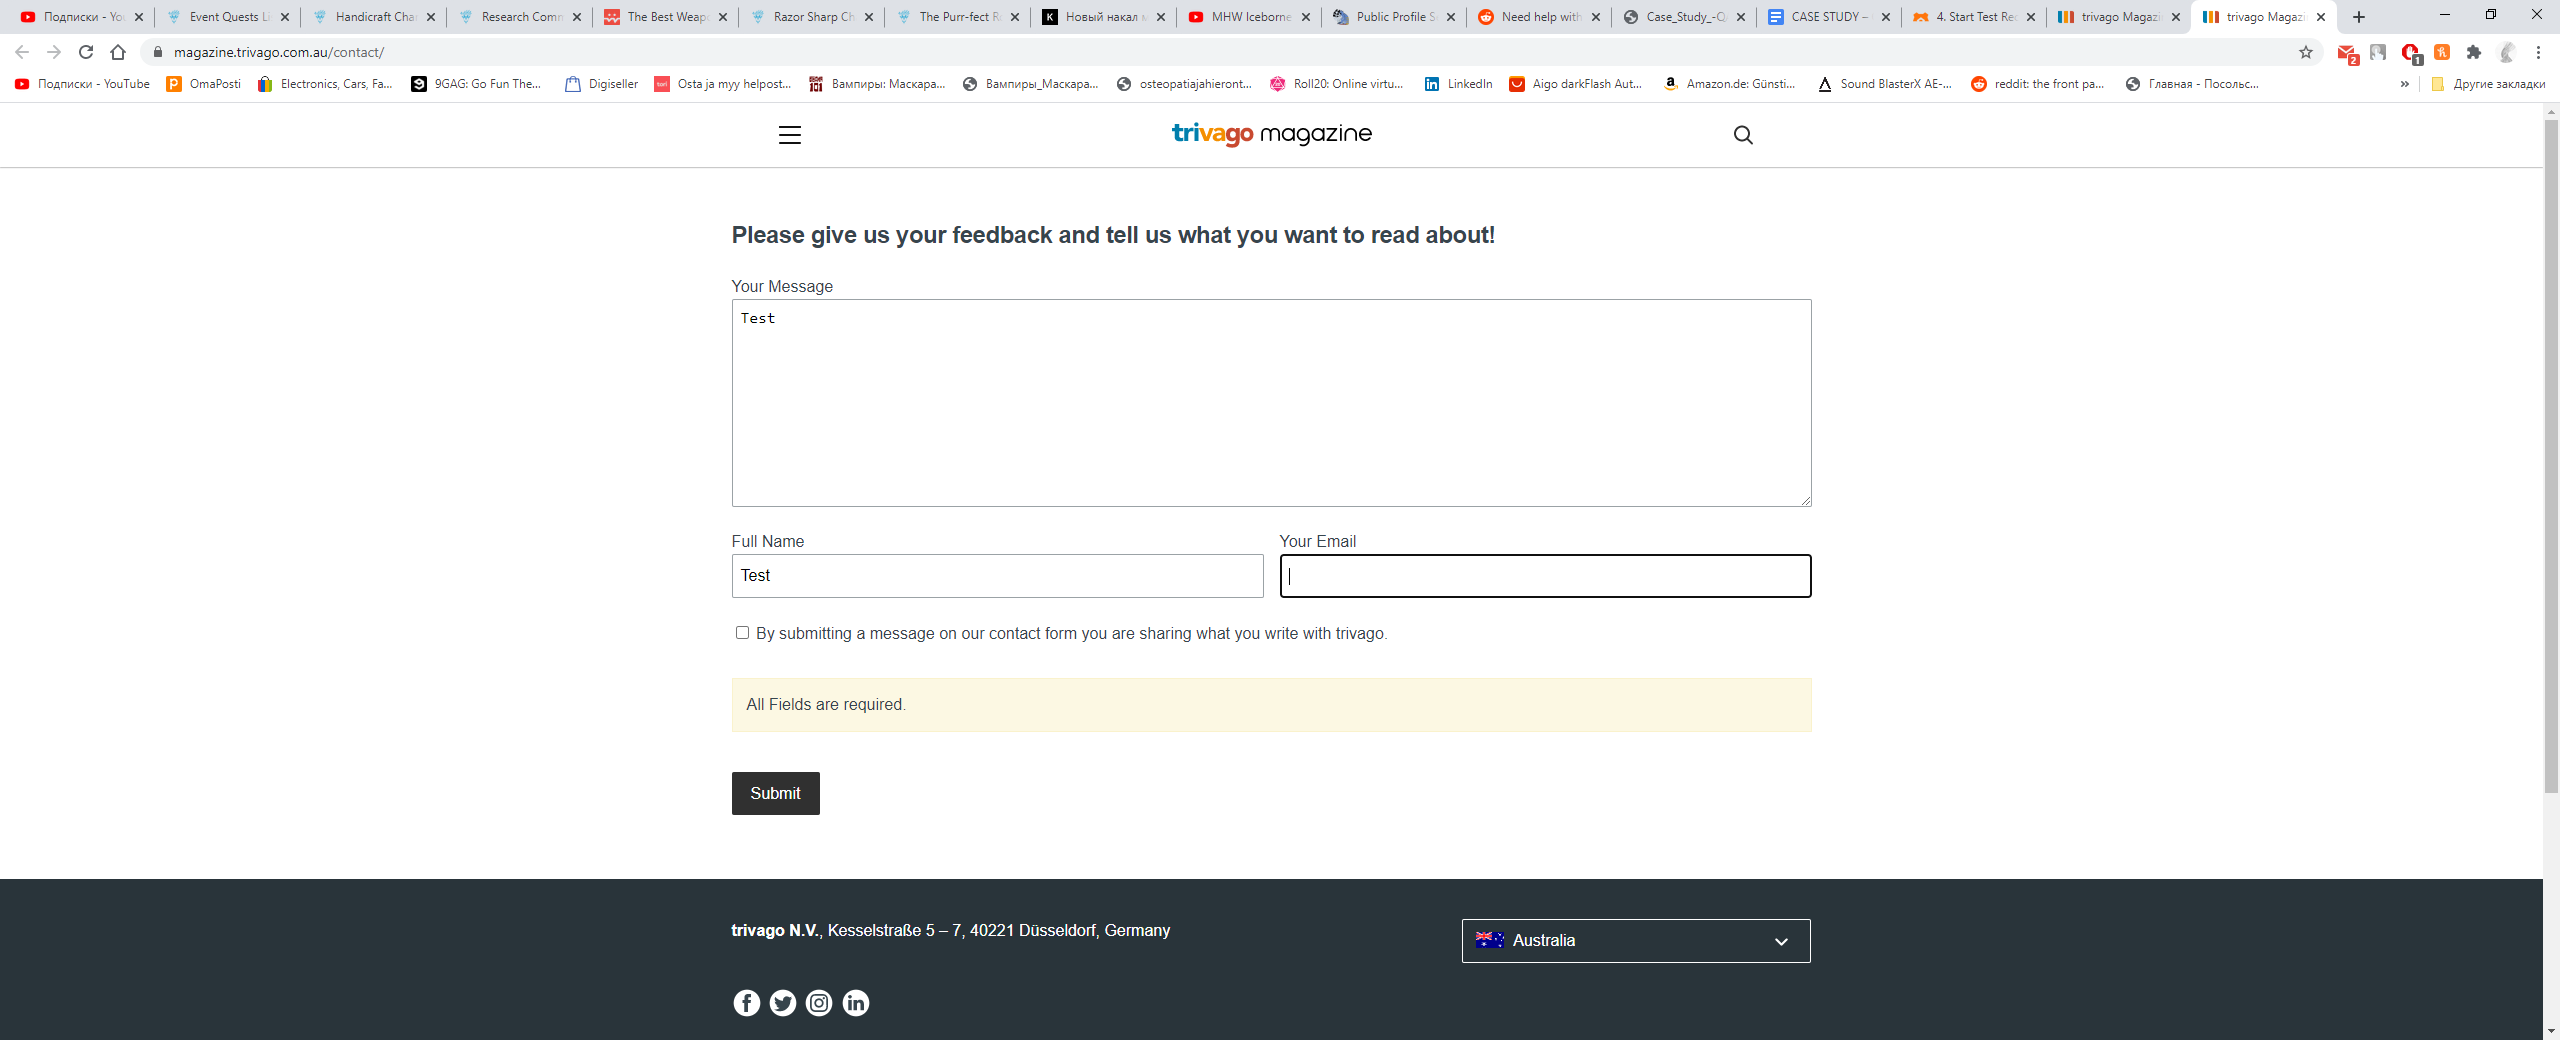 Подписки - You
Event Quests Li
Handicraft Char
Research Comm
The Best Weapo
Razor Sharp Ch
The Purr-fect Ro
Новый накал м
MHW Iceborne
Public Profile S
Need help with
Case_Study_-Q
CASE STUDY –
4. Start Test Rec
trivago Magazi
trivago Magazi
magazine.trivago.com.au/contact/
2
1
Подписки - YouTube
OmaPosti
Electronics, Cars, Fa...
9GAG: Go Fun The...
Digiseller
Osta ja myy helpost...
Вампиры: Маскара...
Вампиры_Маскара...
osteopatiajahieront...
Roll20: Online virtu...
LinkedIn
Aigo darkFlash Aut...
Amazon.de: Günsti...
Sound BlasterX AE-...
reddit: the front pa...
Главная - Посольс...
»
Другие закладки
trivago magazine
Please give us your feedback and tell us what you want to read about!
Your Message
Test
Full Name
Your Email
Test
By submitting a message on our contact form you are sharing what you write with trivago.
All Fields are required.
Submit
trivago N.V., Kesselstraße 5 – 7, 40221 Düsseldorf, Germany
Australia